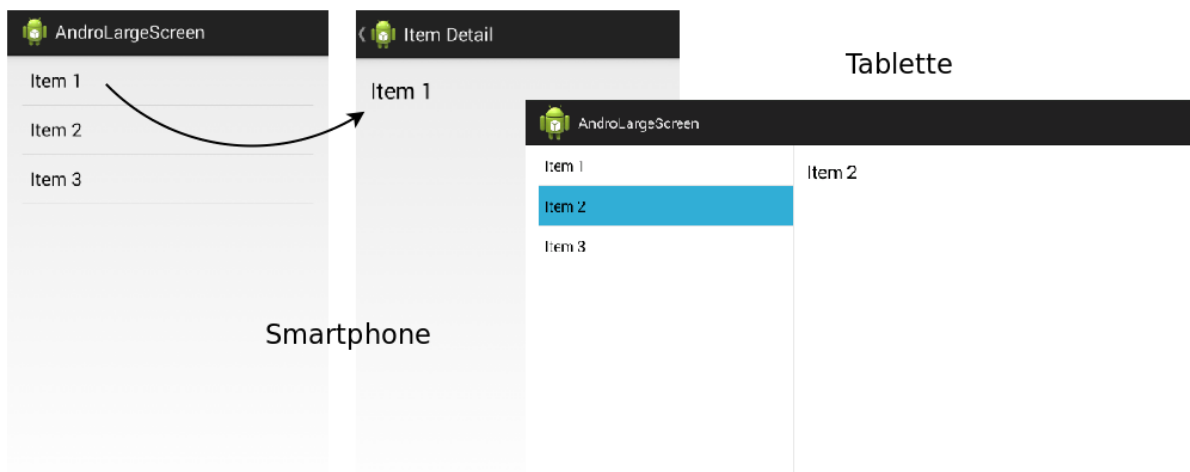 AndroLargeScreen
Item 1
Item 2
Item 3
Item Detail
Item 1
Smartphone
Tablette
AndroLargeScreen
Item 1
Item 2
Item 3
Item 2